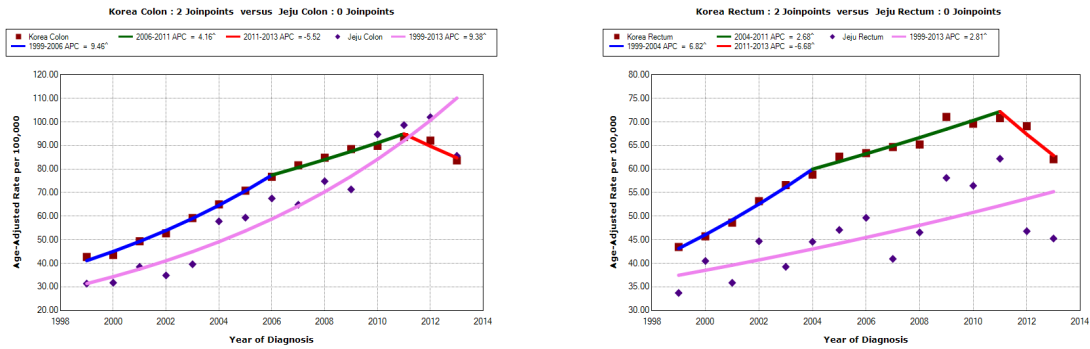 Korea Colon : 2 Joinpoints versus Jeju Colon : 0 Joinpoints
Korea Colon 2006-2011 APC = 4.16^ 2011-2013 APC = -5.52 Jeju Colon 1999-2013 APC = 9.38^
1999-2006 APC = 9.46^
120.00
110.00
100.00
90.00
80.00
70.00
60.00
50.00
40.00
30.00
20.00
Age-Adjusted Rate per 100,000
1998 2000 2002 2004 2006 2008 2010 2012 2014
Year of Diagnosis
Korea Rectum : 2 Joinpoints versus Jeju Rectum : 0 Joinpoints
Korea Rectum 2004-2011 APC = 2.68^ Jeju Rectum 1999-2013 APC = 2.81^
1999-2004 APC = 6.82^ 2011-2013 APC = -6.68^
80.00
75.00
70.00
65.00
60.00
55.00
50.00
45.00
40.00
35.00
30.00
Age-Adjusted Rate per 100,000
1998 2000 2002 2004 2006 2008 2010 2012 2014
Year of Diagnosis